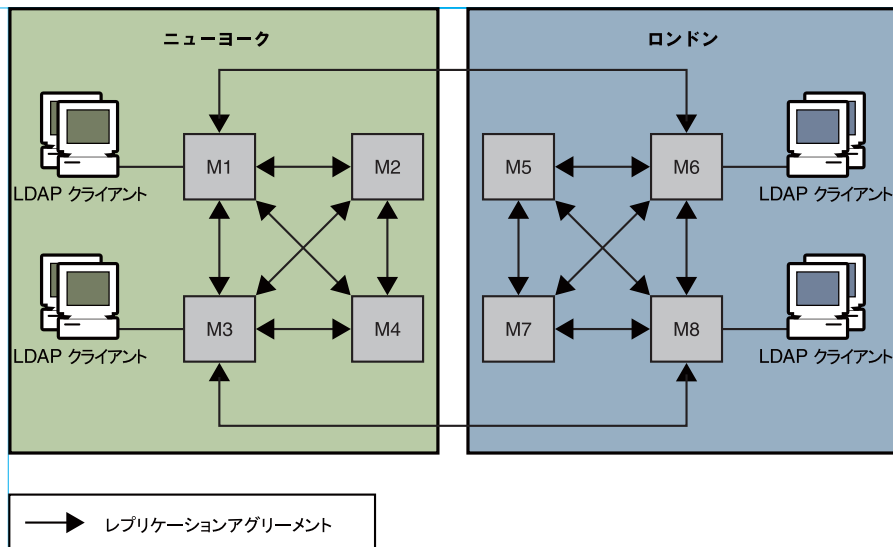 ニューヨーク
ロンドン
M1
M2
M5
M6
LDAP クライアント
LDAP クライアント
M3
M4
M7
M8
LDAP クライアント
LDAP クライアント
レプリケーションアグリーメント